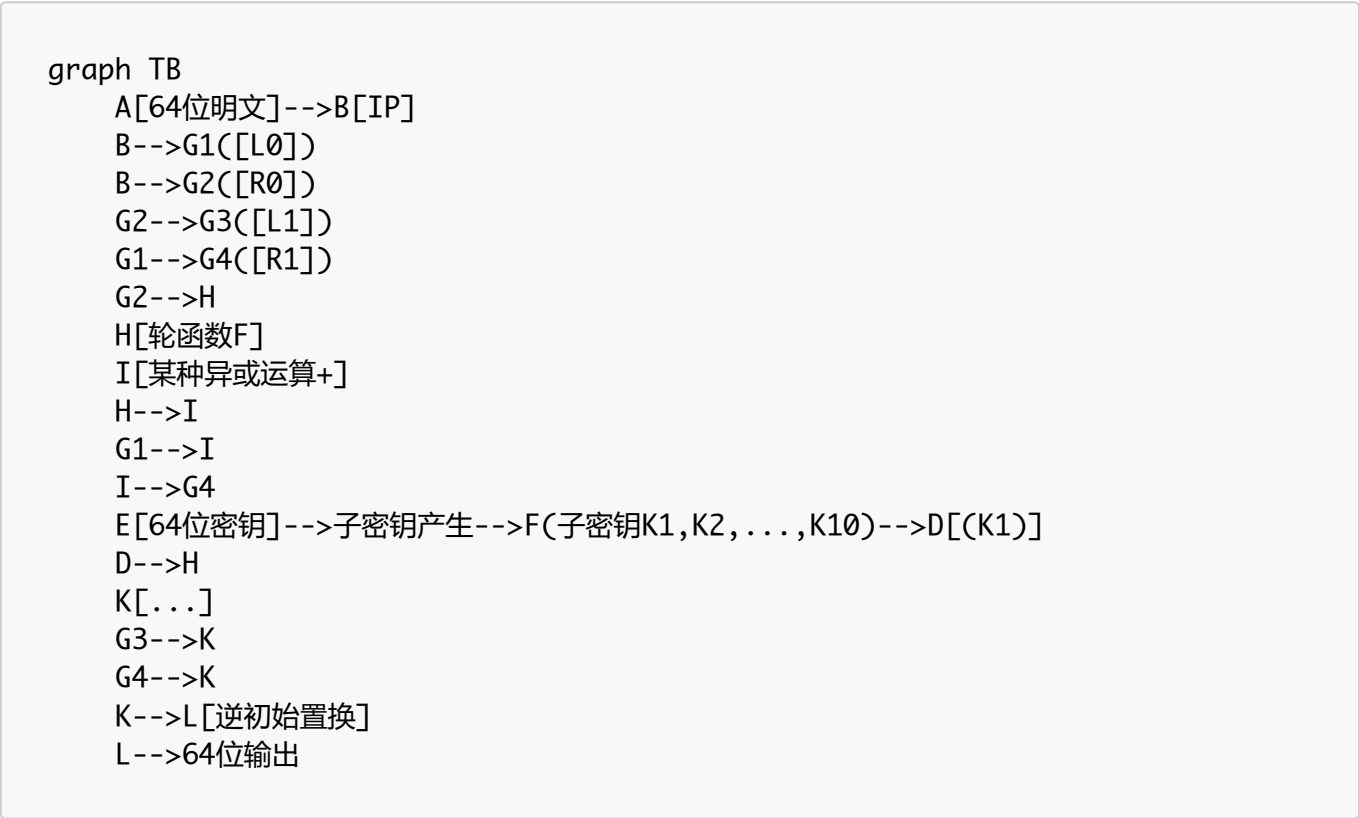 graph TB
A[64位明文]-->B[IP]
B-->G1([L0])
B-->G2([R0])
G2-->G3([L1])
G1-->G4([R1])
G2-->H
H[轮函数F]
I[某种异或运算+]
H-->I
G1-->I
I-->G4
E[64位密钥]-->子密钥产生-->F(子密钥K1,K2,...,K10)-->D[(K1)]
D-->H
K[...]
G3-->K
G4-->K
K-->L[逆初始置换]
L-->64位输出